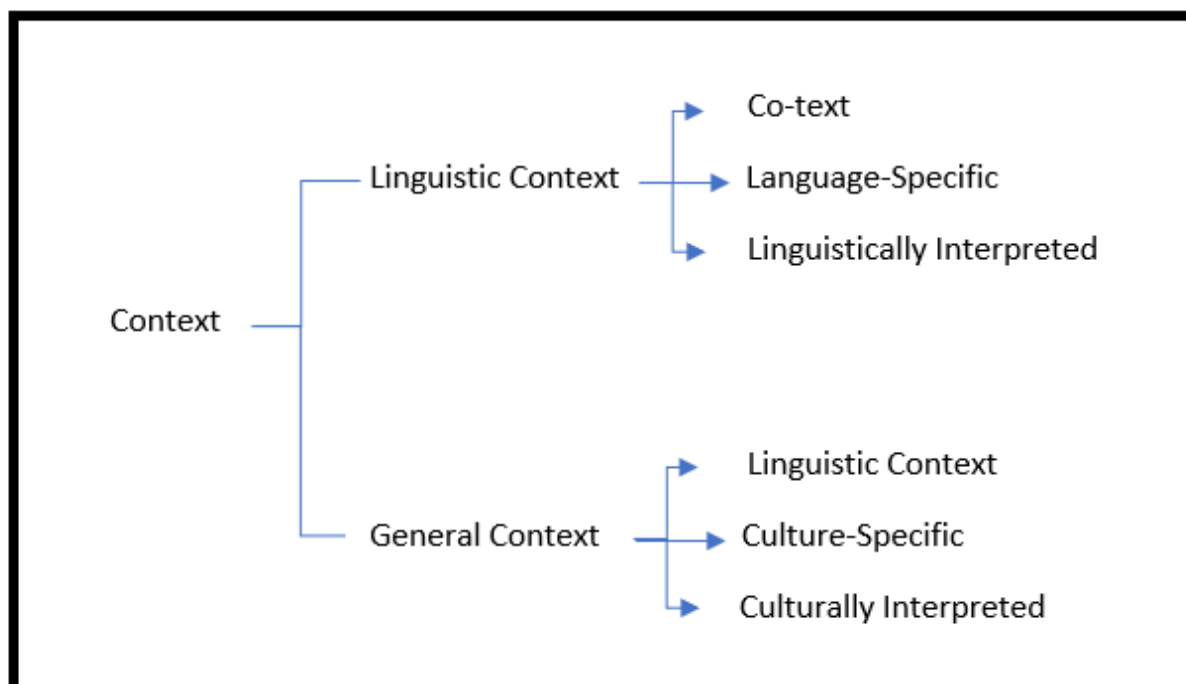 Co-text
Linguistic Context
Language-Specific
Linguistically Interpreted
Context
Linguistic Context
General Context
Culture-Specific
Culturally Interpreted